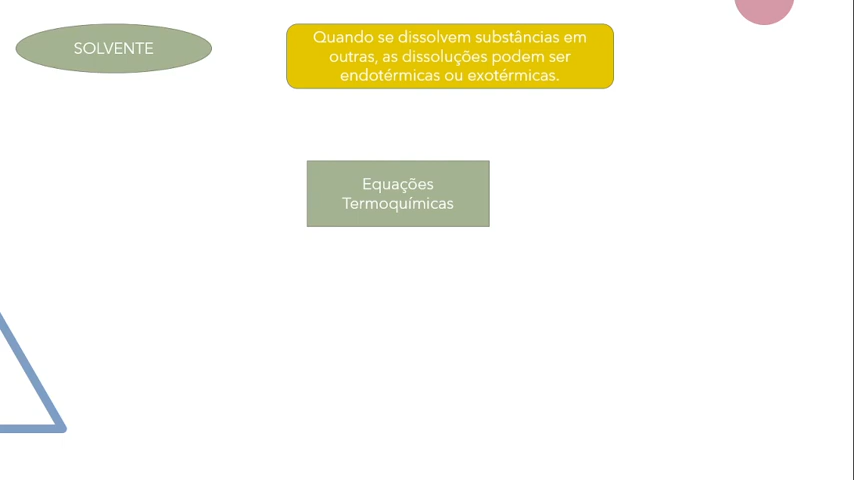 SOLVENTE
Quando se dissolvem substâncias em
outras, as dissoluções podem ser
endotérmicas ou exotérmicas.
Equações
Termoquímicas